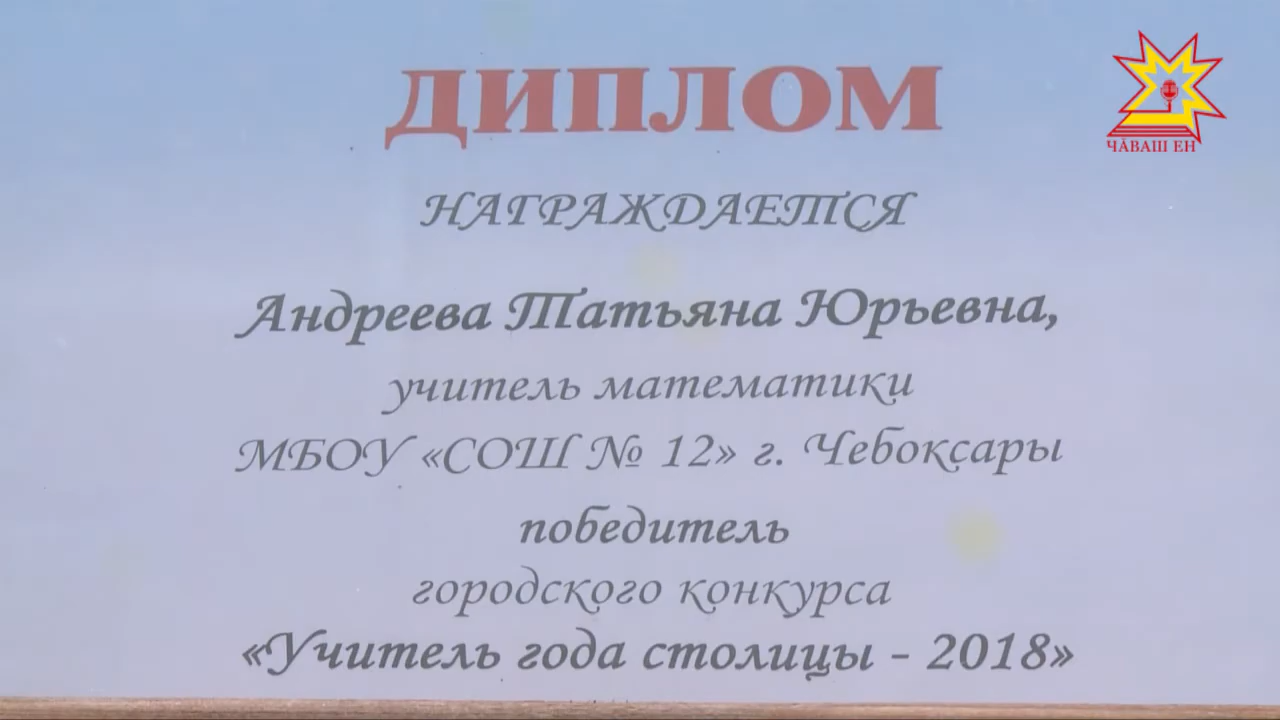 ЧӐВАШ ЕН
ДИПЛОМ
НАГРАЖДАЕТСЯ
Андреева Татьяна Юрьевна,
учитель математики
МБОУ «СОШ № 12» г. Чебоксары
победитель
городского конкурса
«Учитель года столицы - 2018»